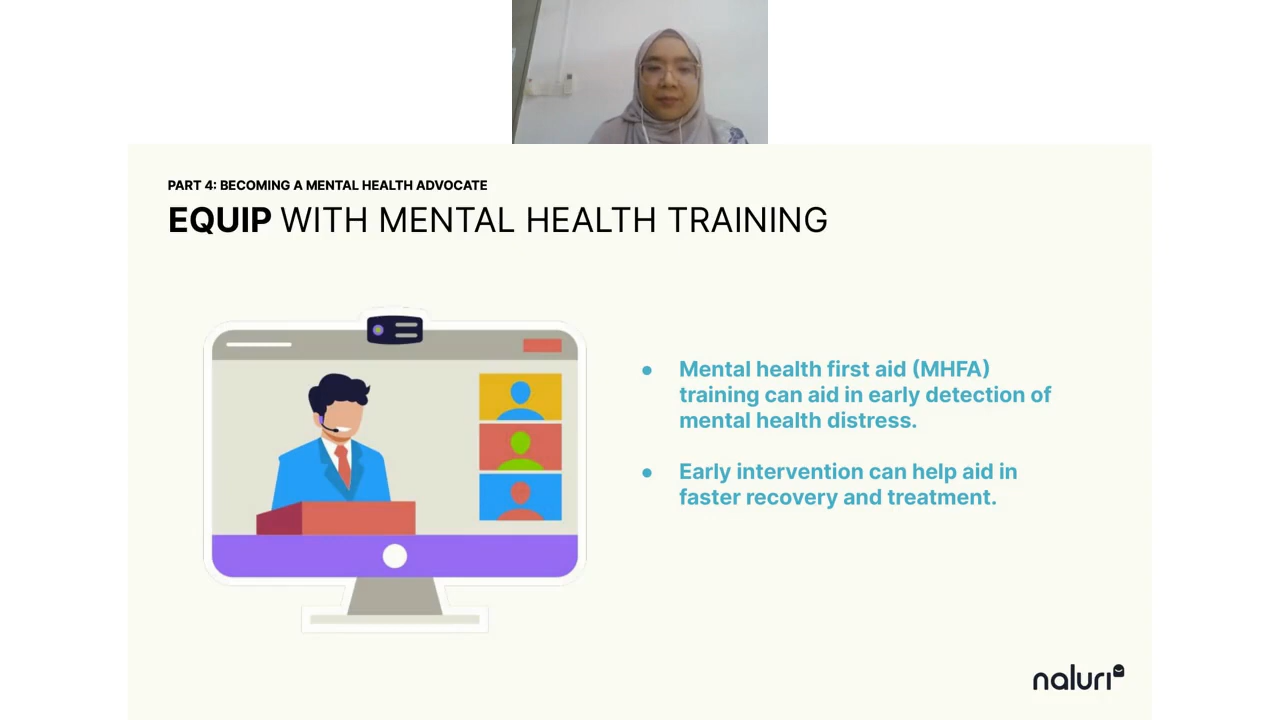 PART 4: BECOMING A MENTAL HEALTH ADVOCATE
EQUIP WITH MENTAL HEALTH TRAINING
● Mental health first aid (MHFA)
training can aid in early detection of
mental health distress.
● Early intervention can help aid in
faster recovery and treatment.
naluri